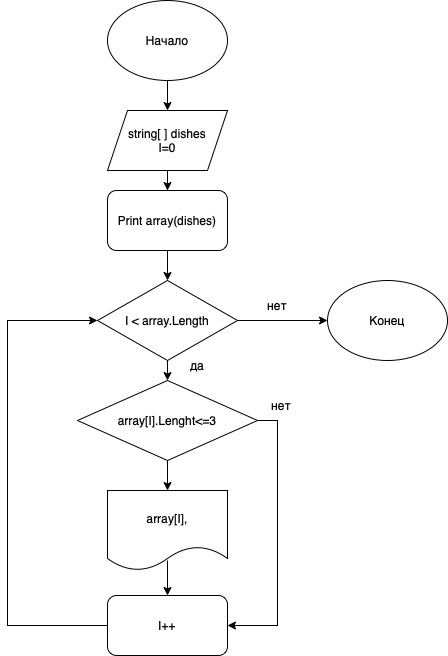 Начало
string[ ] dishes
I=0
Print array(dishes)
I < array.Length
нет
Конец
да
array[I].Lenght<=3
нет
array[I],
I++